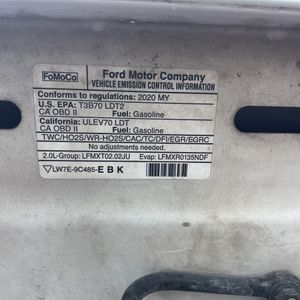 FoMoCo
Ford Motor Company
VEHICLE EMISSION CONTROL INFORMATION
Conforms to regulations: 2020 MY
U.S. EPA: T3B70 LDT2
CA OBD II Fuel: Gasoline
California: ULEV70 LDT
CA OBD II Fuel: Gasoline
TWC/HO2S/WR-HO2S/CAC/TC/DFI/EGR/EGRC
No adjustments needed.
2.0L-Group: LFMXT02.02JU Evap: LFMXR0135NDF
LW7E-9C485-EBK